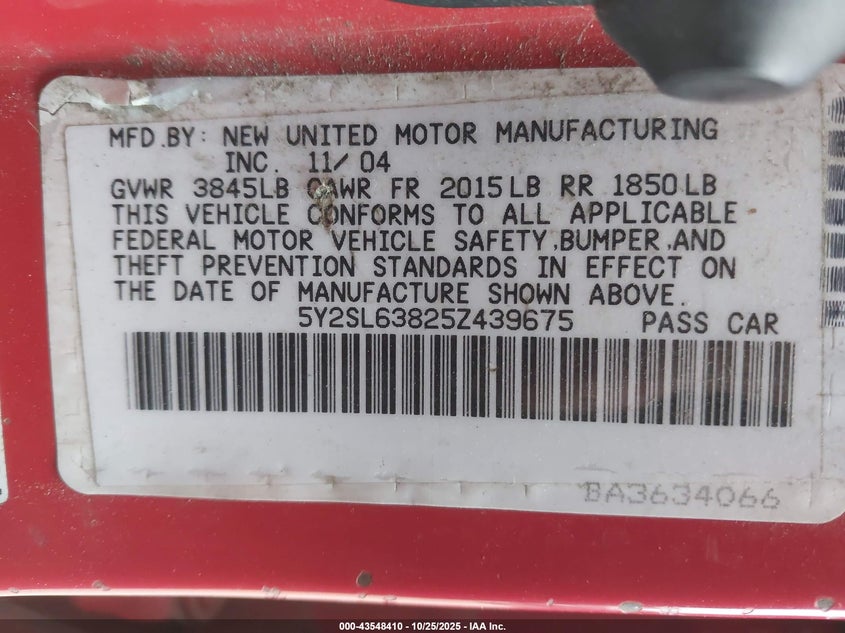 MFD.BY: NEW UNITED MOTOR MANUFACTURING
INC. 11/04
GVWR 3845LB GAWR FR 2015LB RR 1850LB
THIS VEHICLE CONFORMS TO ALL APPLICABLE
FEDERAL MOTOR VEHICLE SAFETY,BUMPER,AND
THEFT PREVENTION STANDARDS IN EFFECT ON
THE DATE OF MANUFACTURE SHOWN ABOVE.
5Y2SL63825Z439675 PASS CAR
BA3634066
000-43548410 • 10/25/2025 - IAA Inc.